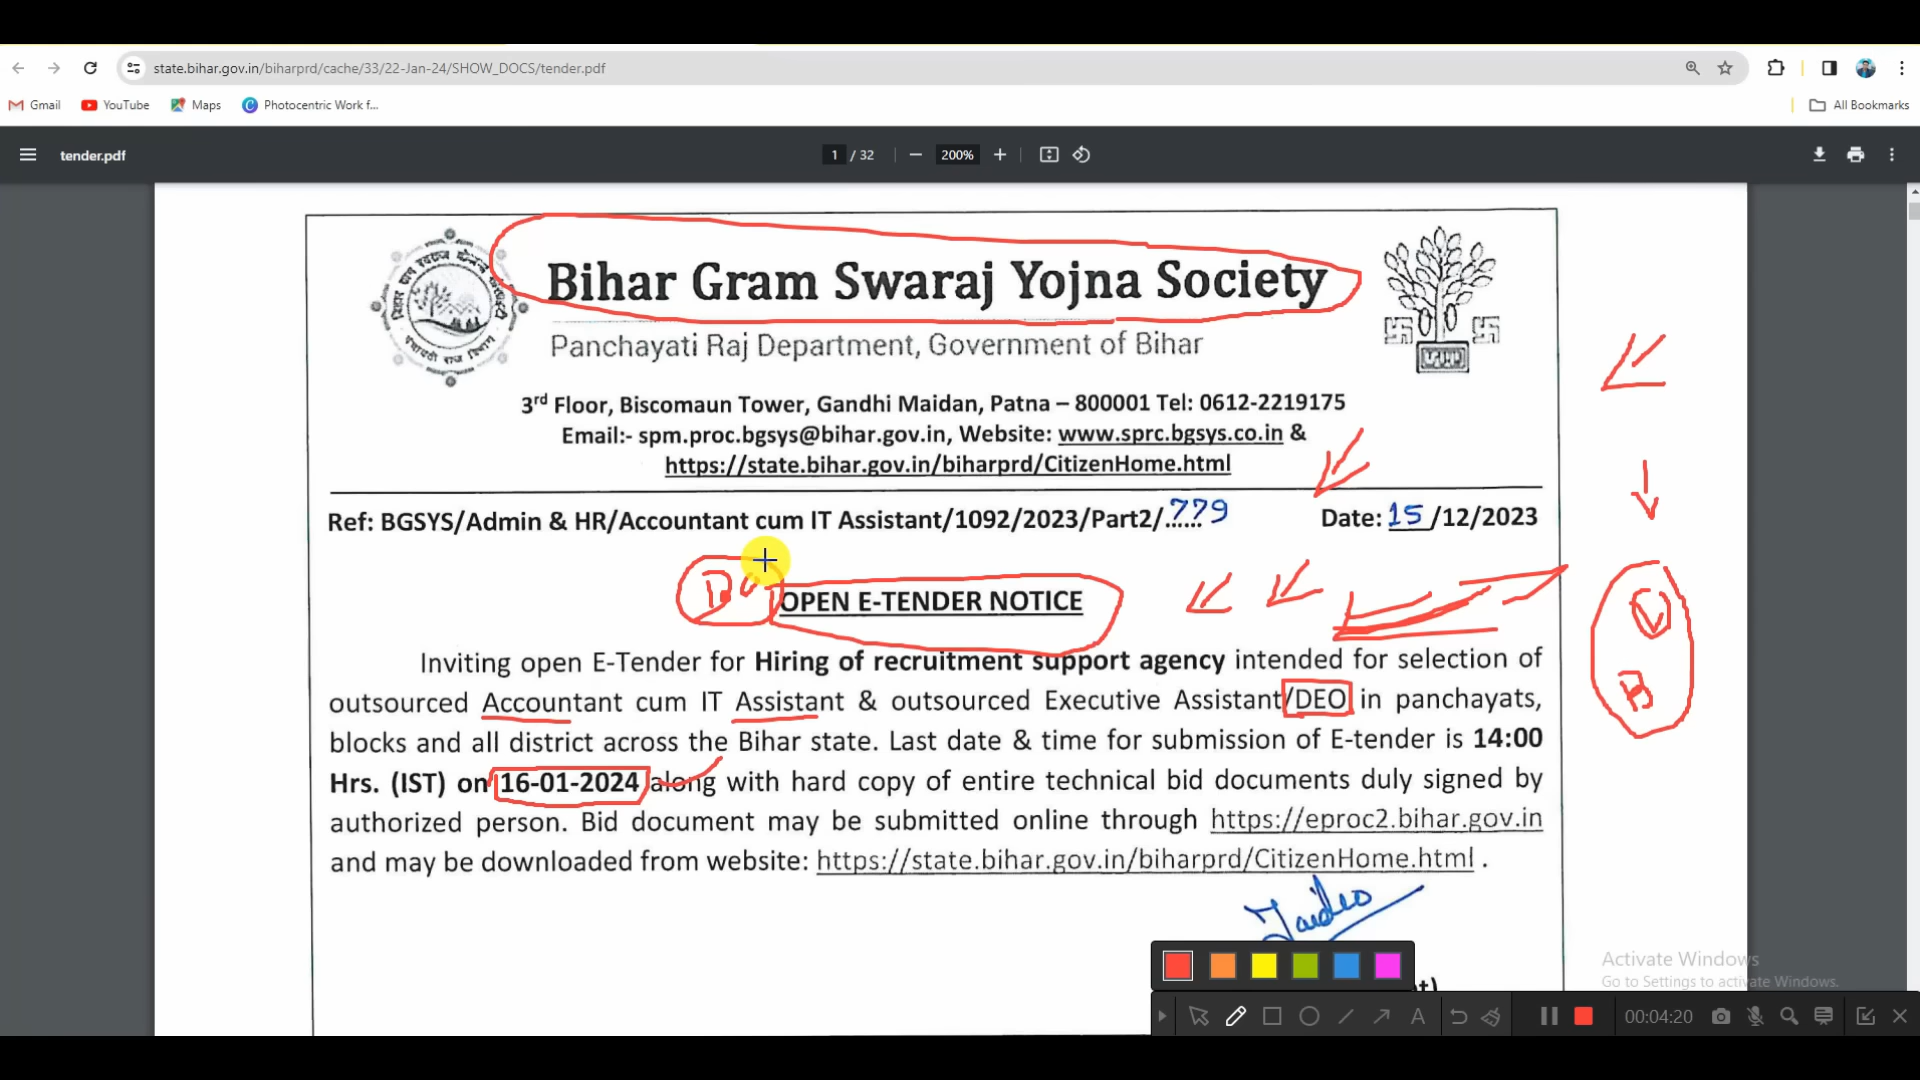 state.bihar.gov.in/biharprd/cache/33/22-Jan-24/SHOW_DOCS/tender.pdf
Gmail YouTube Maps Photocentric Work f... All Bookmarks
tender.pdf 1 / 32 200%
Bihar Gram Swaraj Yojna Society
Panchayati Raj Department, Government of Bihar
3rd Floor, Biscomaun Tower, Gandhi Maidan, Patna – 800001 Tel: 0612-2219175
Email:- spm.proc.bgsys@bihar.gov.in, Website: www.sprc.bgsys.co.in &
https://state.bihar.gov.in/biharprd/CitizenHome.html
Ref: BGSYS/Admin & HR/Accountant cum IT Assistant/1092/2023/Part2/...779... Date: 15/12/2023
OPEN E-TENDER NOTICE
Inviting open E-Tender for Hiring of recruitment support agency intended for selection of
outsourced Accountant cum IT Assistant & outsourced Executive Assistant/DEO in panchayats,
blocks and all district across the Bihar state. Last date & time for submission of E-tender is 14:00
Hrs. (IST) on 16-01-2024 along with hard copy of entire technical bid documents duly signed by
authorized person. Bid document may be submitted online through https://eproc2.bihar.gov.in
and may be downloaded from website: https://state.bihar.gov.in/biharprd/CitizenHome.html .
Activate Windows
Go to Settings to activate Windows.
00:04:20